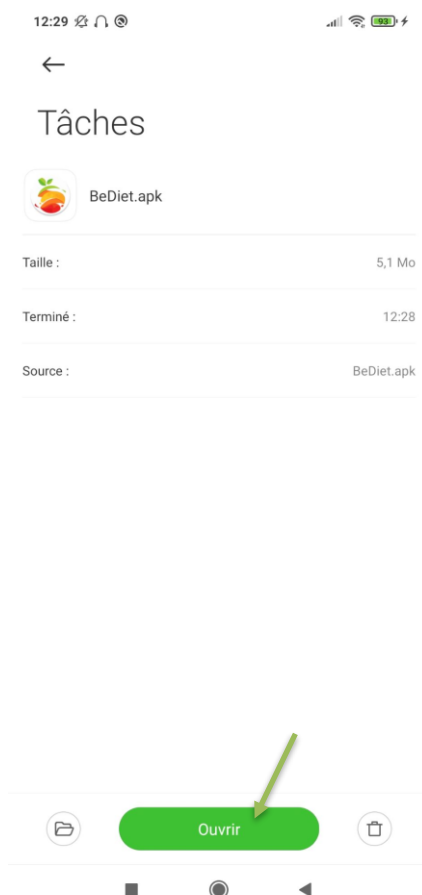 12:29
93
Tâches
BeDiet.apk
Taille :
5,1 Mo
Terminé :
12:28
Source :
BeDiet.apk
Ouvrir